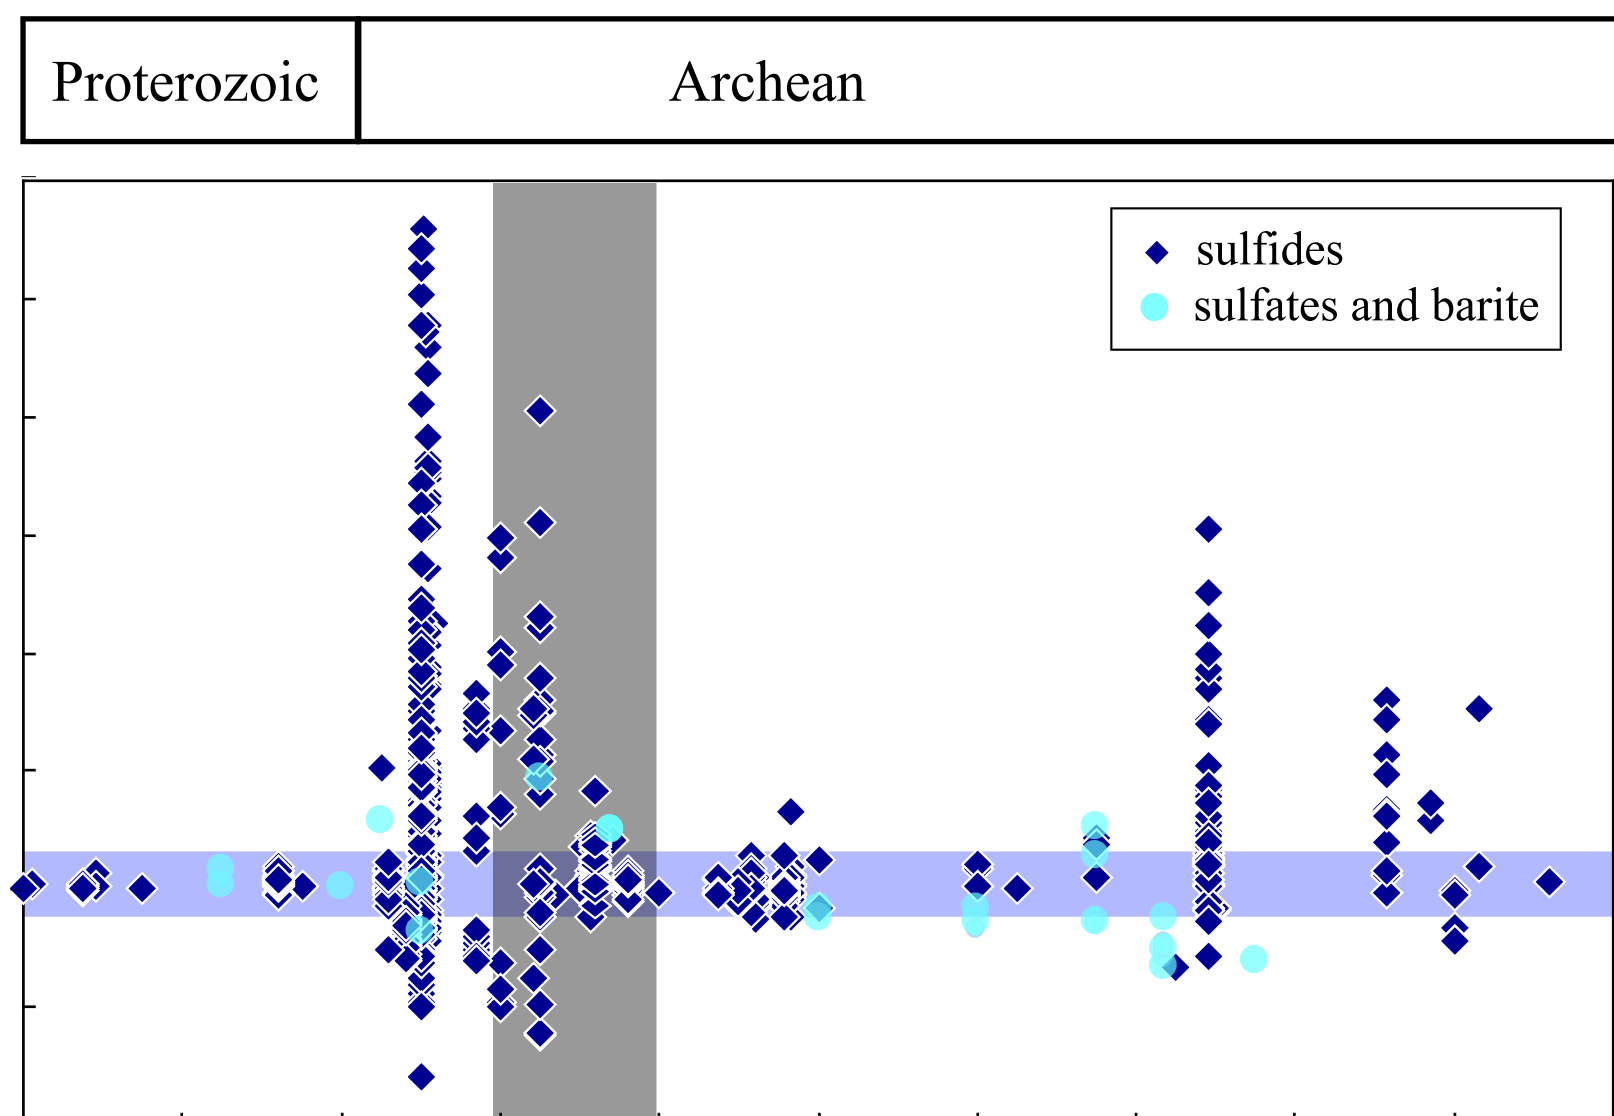 Proterozoic
Archean
sulfides
sulfates and barite